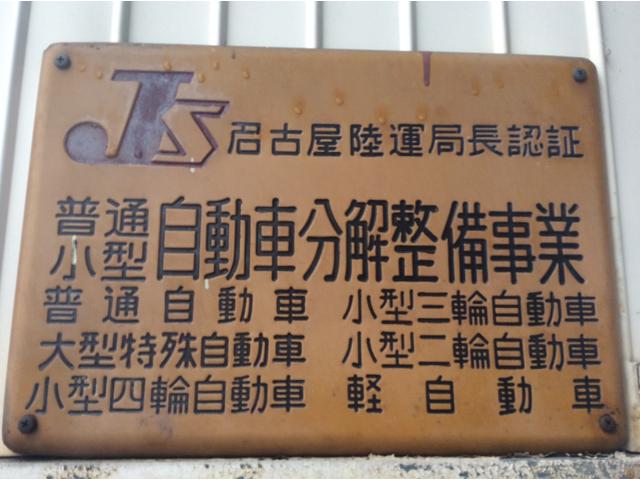 JKS 名古屋陸運局長認証
普通
小型 自動車分解整備事業
普通自動車 小型三輪自動車
大型特殊自動車 小型二輪自動車
小型四輪自動車 軽自動車